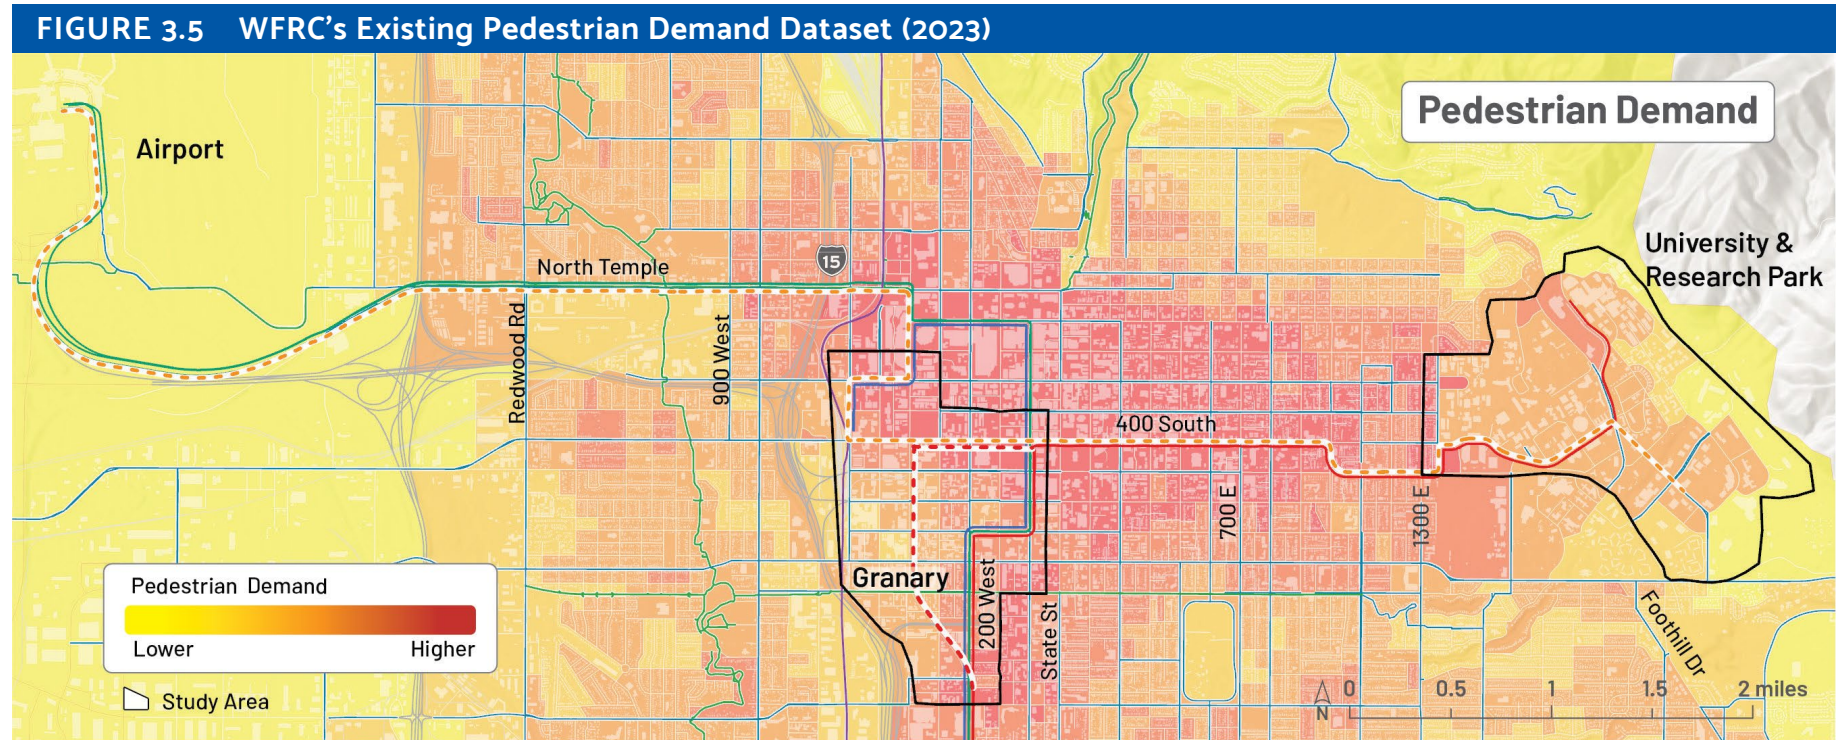 FIGURE 3.5 WFRC's Existing Pedestrian Demand Dataset (2023)
Pedestrian Demand
Airport
University &
Research Park
15
North Temple
Redwood Rd
900 West
400 South
700 E
1300 E
Granary
200 West
State St
Foothill Dr
Pedestrian Demand
Lower Higher
Study Area
0 0.5 1 1.5 2 miles
N